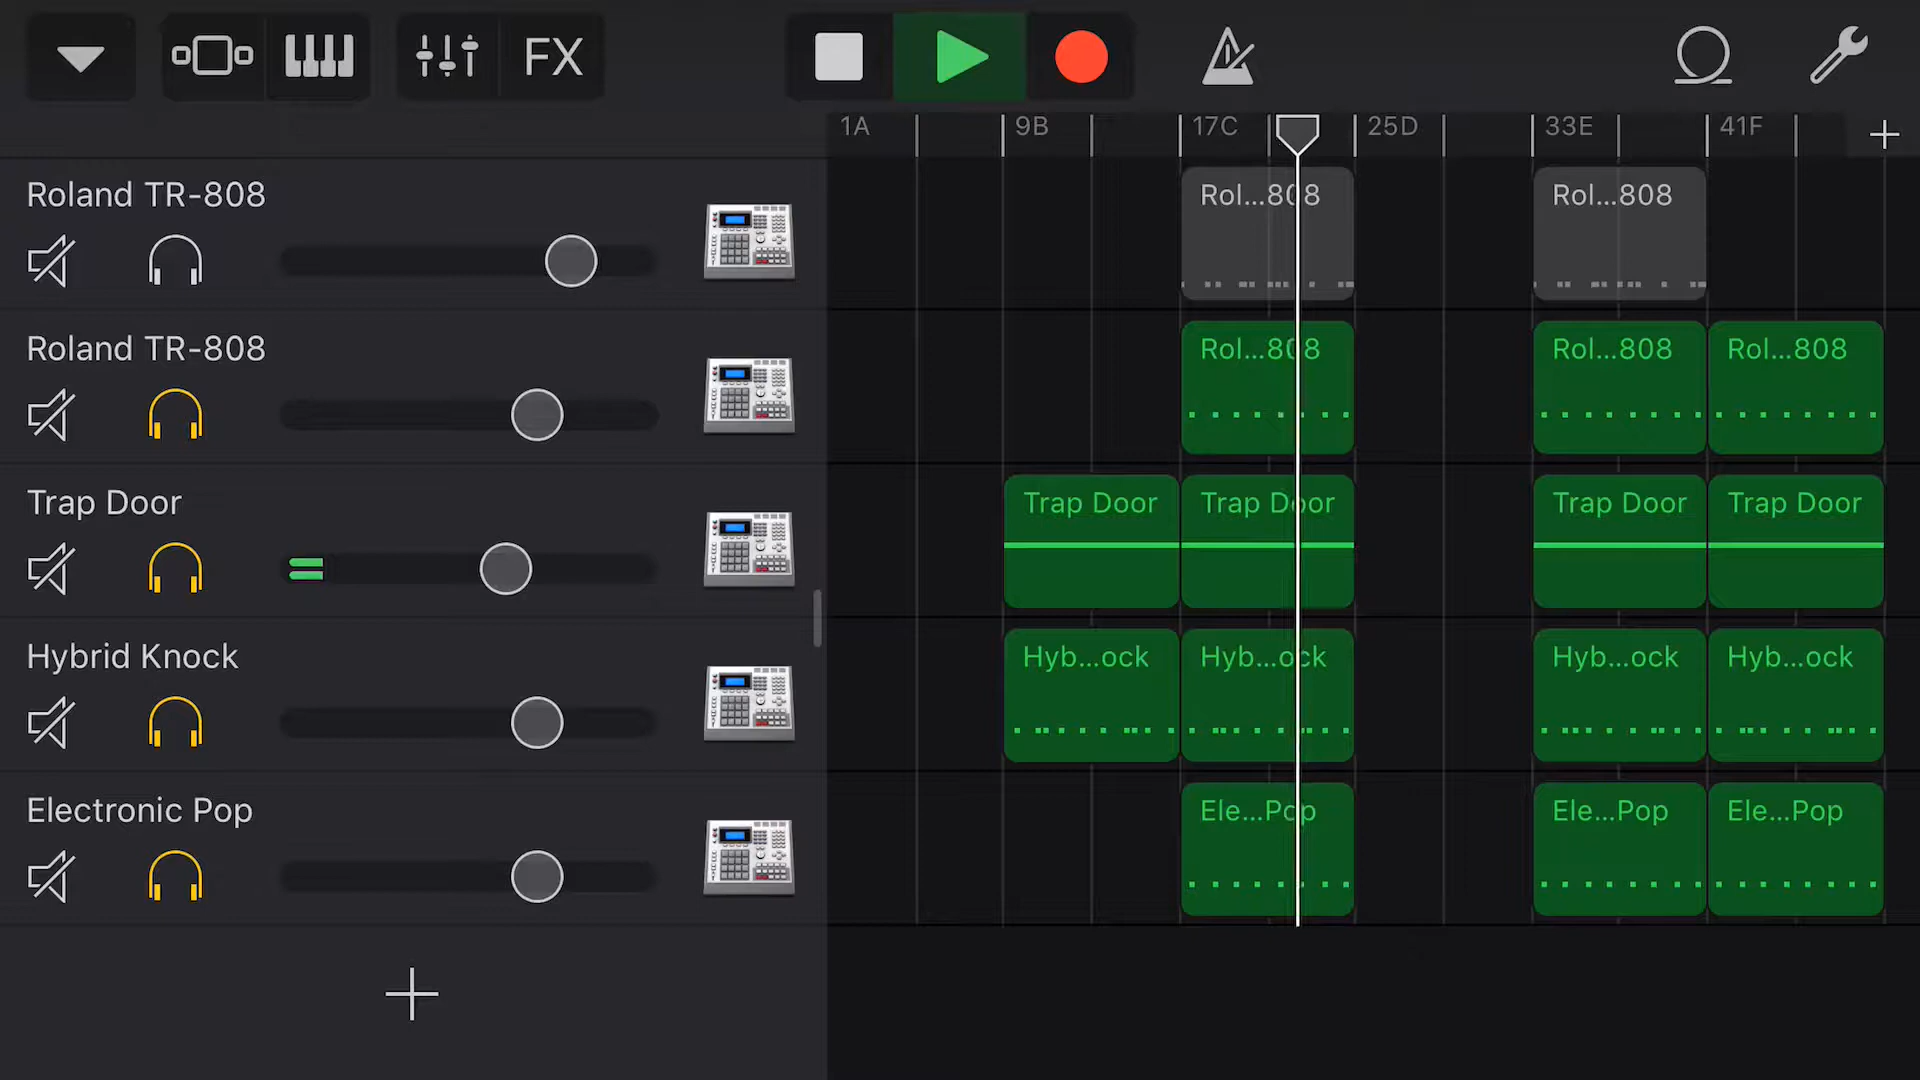 FX
1A 9B 17C 25D 33E 41F
Roland TR-808
Rol...808 Rol...808
Roland TR-808
Rol...808 Rol...808 Rol...808
Trap Door
Trap Door Trap Door Trap Door Trap Door
Hybrid Knock
Hyb...ock Hyb...ock Hyb...ock Hyb...ock
Electronic Pop
Ele...Pop Ele...Pop Ele...Pop